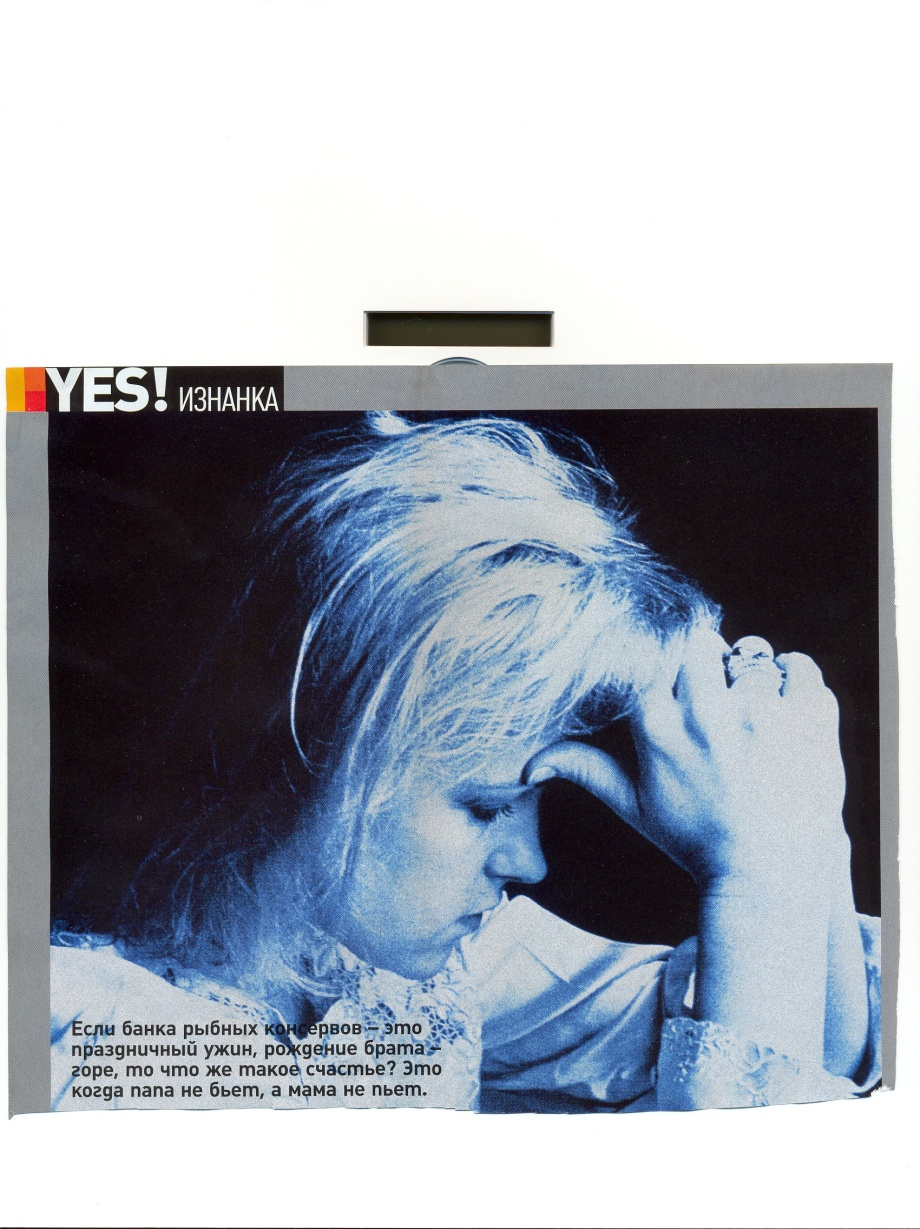 YES! ИЗНАНКА
Если банка рыбных консервов – это
праздничный ужин, рождение брата –
горе, то что же такое счастье? Это
когда папа не бьет, а мама не пьет.